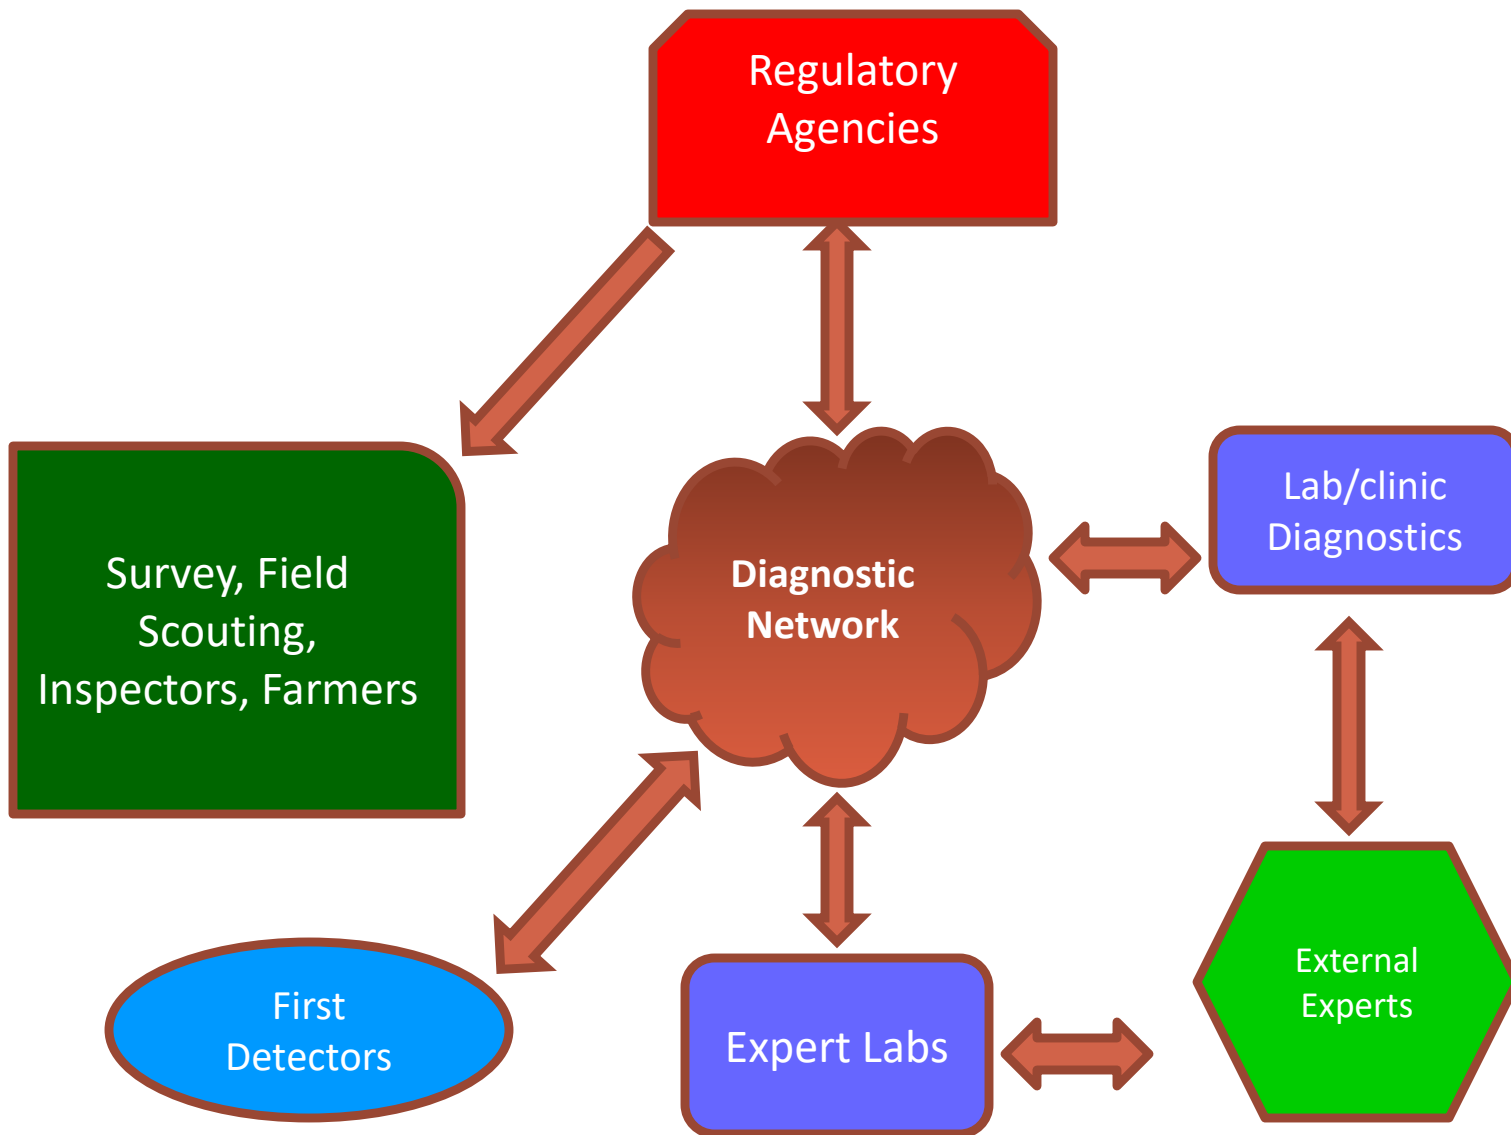 Regulatory
Agencies
Lab/clinic
Diagnostics
Survey, Field
Scouting,
Inspectors, Farmers
Diagnostic
Network
First
Detectors
Expert Labs
External
Experts